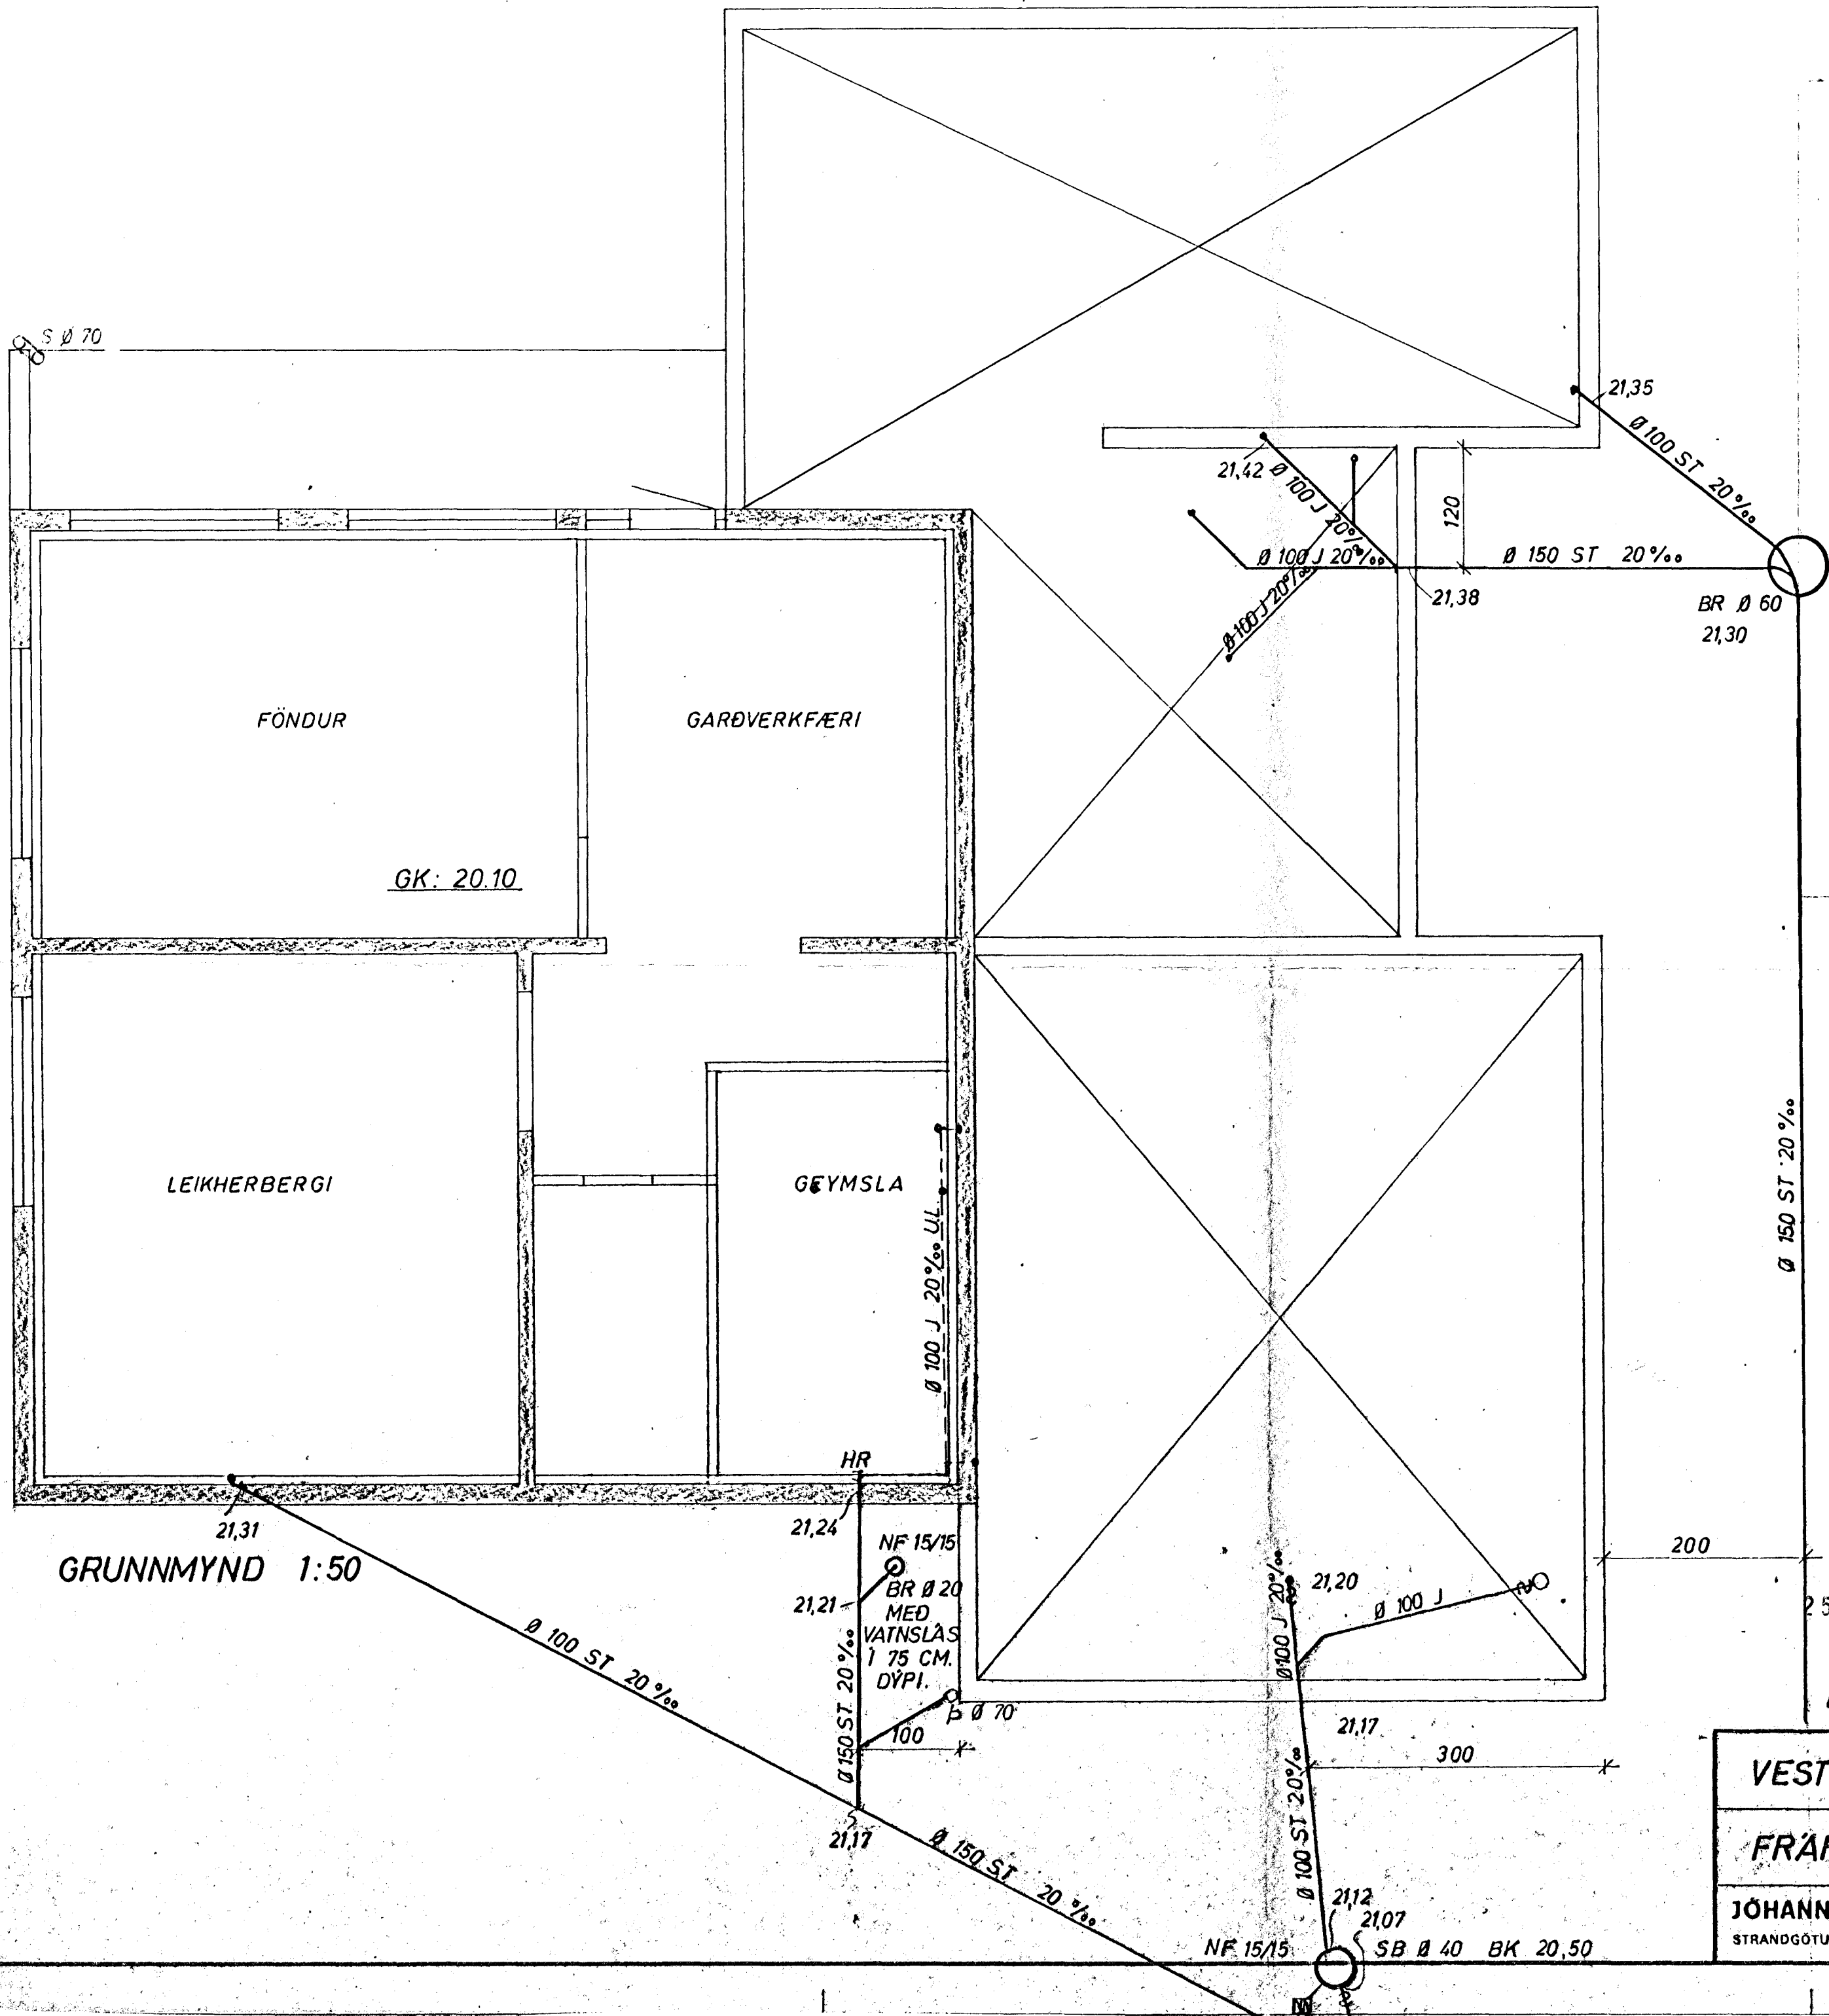 S Ø 70
21,35
Ø 100 ST 20‰
21,42
Ø 100 J 20‰
120
Ø 100 J 20‰
Ø 150 ST 20‰
Ø 100 J 20‰
21,38
BR Ø 60
21,30
FÖNDUR
GARÐVERKFÆRI
GK: 20.10
LEIKHERBERGI
GEYMSLA
Ø 100 J 20‰ UL
Ø 150 ST 20‰
HR
21,31
21,24
GRUNNMYND 1:50
NF 15/15
BR Ø 20
MEÐ
VATNSLÁS
Í 75 CM.
DÝPI.
21,21
Ø 150 ST 20‰
Ø 100 ST 20‰
Þ Ø 70
100
21,17
Ø 150 ST 20‰
Ø 100 J 20‰
21,20
Ø 100 J
200
21,17
300
Ø 100 ST 20‰
21,12
21,07
NF 15/15
SB Ø 40 BK 20,50
VEST
JÓHANN
STRANDGÖTU